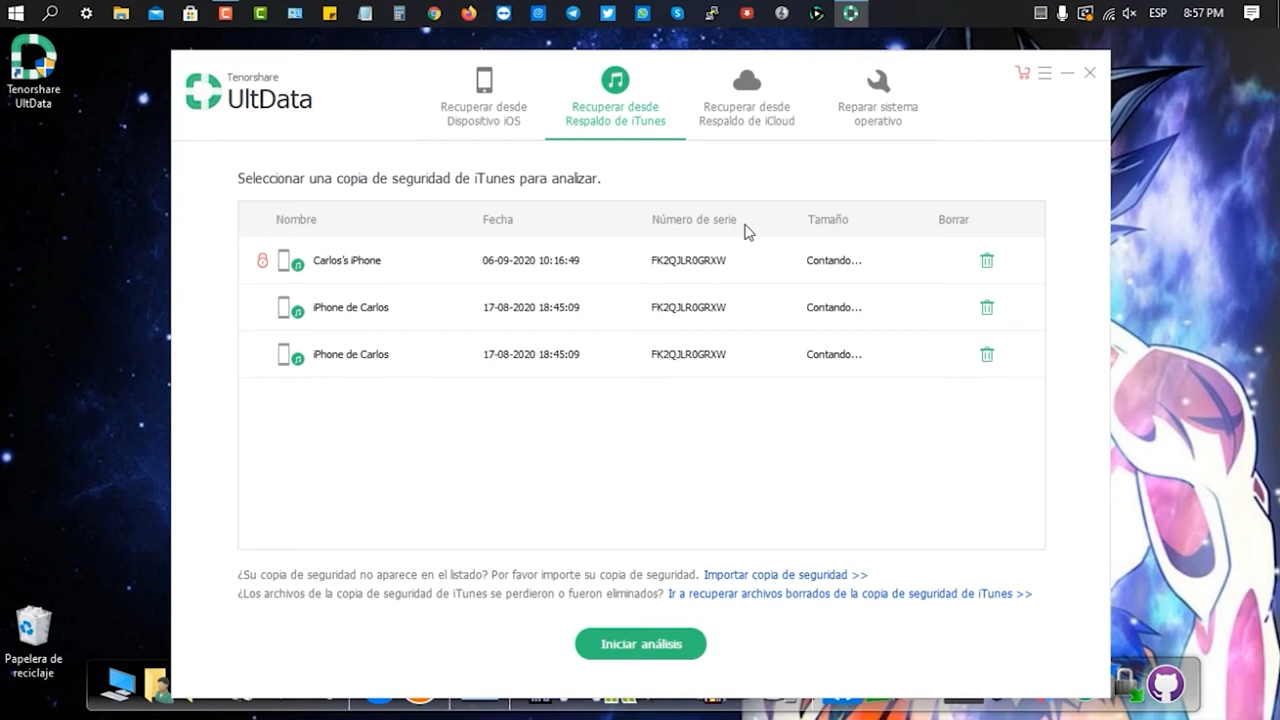 ESP 8:57 PM
Tenorshare
UltData
Tenorshare
UltData
Recuperar desde
Dispositivo iOS
Recuperar desde
Respaldo de iTunes
Recuperar desde
Respaldo de iCloud
Reparar sistema
operativo
Seleccionar una copia de seguridad de iTunes para analizar.
Nombre Fecha Número de serie Tamaño Borrar
Carlos's iPhone 06-09-2020 10:16:49 FK2QJLR0GRXW Contando...
iPhone de Carlos 17-08-2020 18:45:09 FK2QJLR0GRXW Contando...
iPhone de Carlos 17-08-2020 18:45:09 FK2QJLR0GRXW Contando...
¿Su copia de seguridad no aparece en el listado? Por favor importe su copia de seguridad. Importar copia de seguridad >>
¿Los archivos de la copia de seguridad de iTunes se perdieron o fueron eliminados? Ir a recuperar archivos borrados de la copia de seguridad de iTunes >>
Iniciar análisis
Papelera de
reciclaje